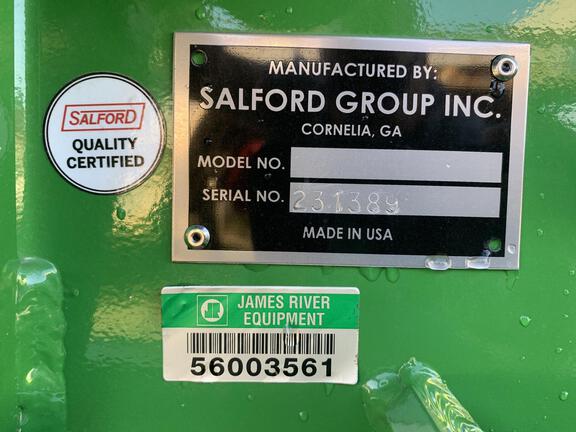 SALFORD
QUALITY
CERTIFIED
MANUFACTURED BY:
SALFORD GROUP INC.
CORNELIA, GA
MODEL NO.
SERIAL NO. 231389
MADE IN USA
JAMES RIVER
EQUIPMENT
56003561